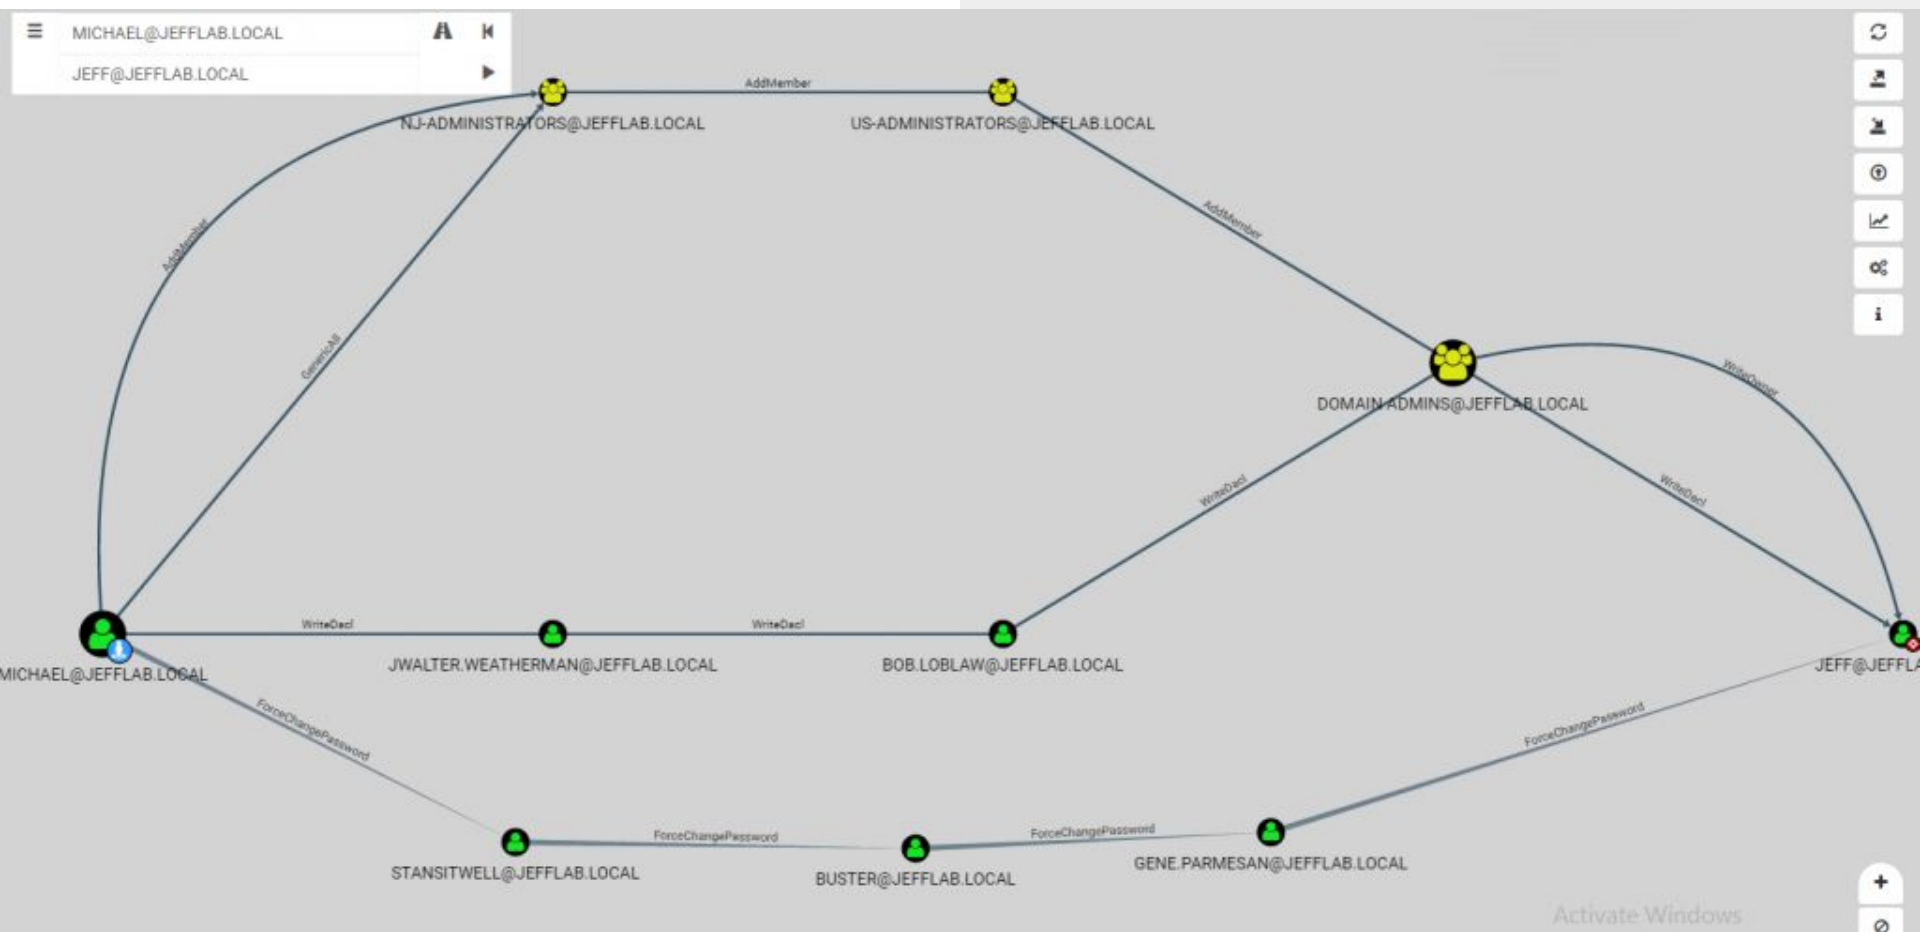 MICHAEL@JEFFLAB.LOCAL
JEFF@JEFFLAB.LOCAL
AddMember
NJ-ADMINISTRATORS@JEFFLAB.LOCAL
US-ADMINISTRATORS@JEFFLAB.LOCAL
AddMember
AddMember
GenericAll
WriteOwner
DOMAIN ADMINS@JEFFLAB.LOCAL
WriteDacl
WriteDacl
WriteDacl
WriteDacl
MICHAEL@JEFFLAB.LOCAL
JWALTER.WEATHERMAN@JEFFLAB.LOCAL
BOB.LOBLAW@JEFFLAB.LOCAL
JEFF@JEFFLA
ForceChangePassword
ForceChangePassword
ForceChangePassword
ForceChangePassword
STANSITWELL@JEFFLAB.LOCAL
BUSTER@JEFFLAB.LOCAL
GENE.PARMESAN@JEFFLAB.LOCAL
Activate Windows